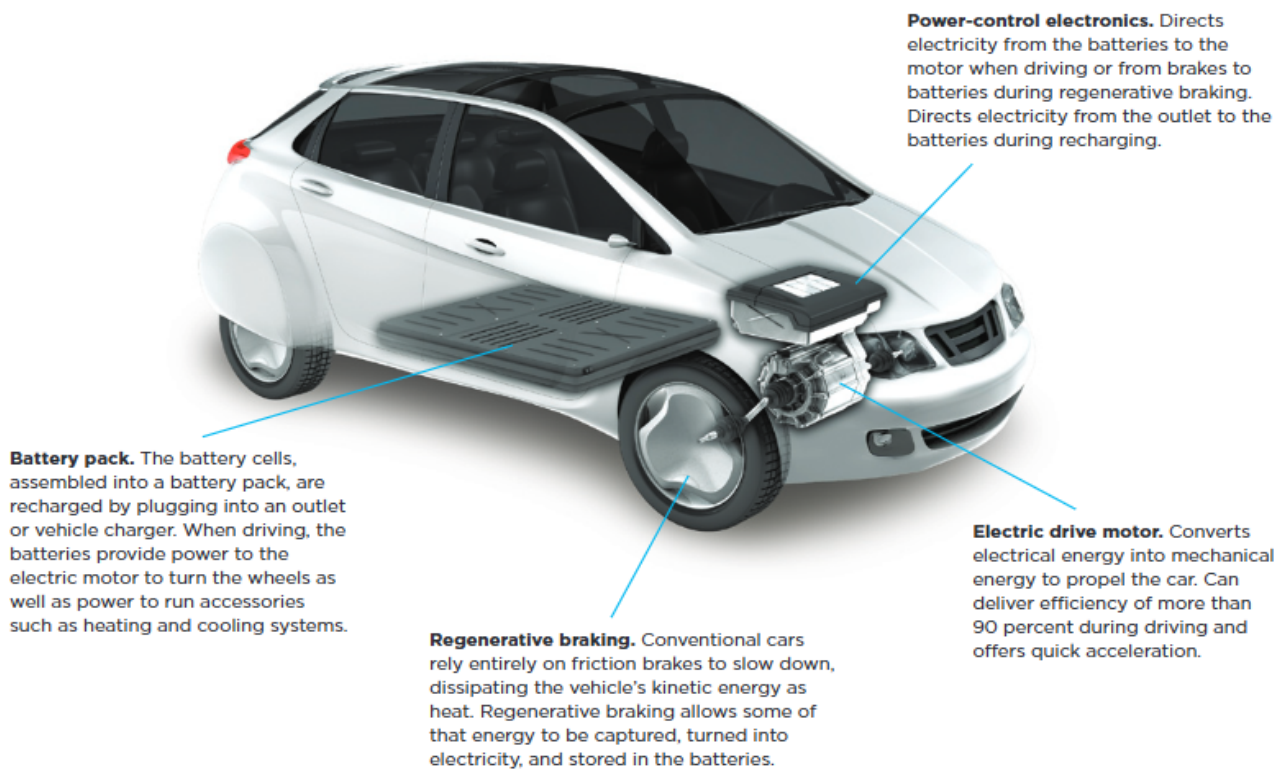 Power-control electronics. Directs
electricity from the batteries to the
motor when driving or from brakes to
batteries during regenerative braking.
Directs electricity from the outlet to the
batteries during recharging.
Battery pack. The battery cells,
assembled into a battery pack, are
recharged by plugging into an outlet
or vehicle charger. When driving, the
batteries provide power to the
electric motor to turn the wheels as
well as power to run accessories
such as heating and cooling systems.
Regenerative braking. Conventional cars
rely entirely on friction brakes to slow down,
dissipating the vehicle’s kinetic energy as
heat. Regenerative braking allows some of
that energy to be captured, turned into
electricity, and stored in the batteries.
Electric drive motor. Converts
electrical energy into mechanical
energy to propel the car. Can
deliver efficiency of more than
90 percent during driving and
offers quick acceleration.